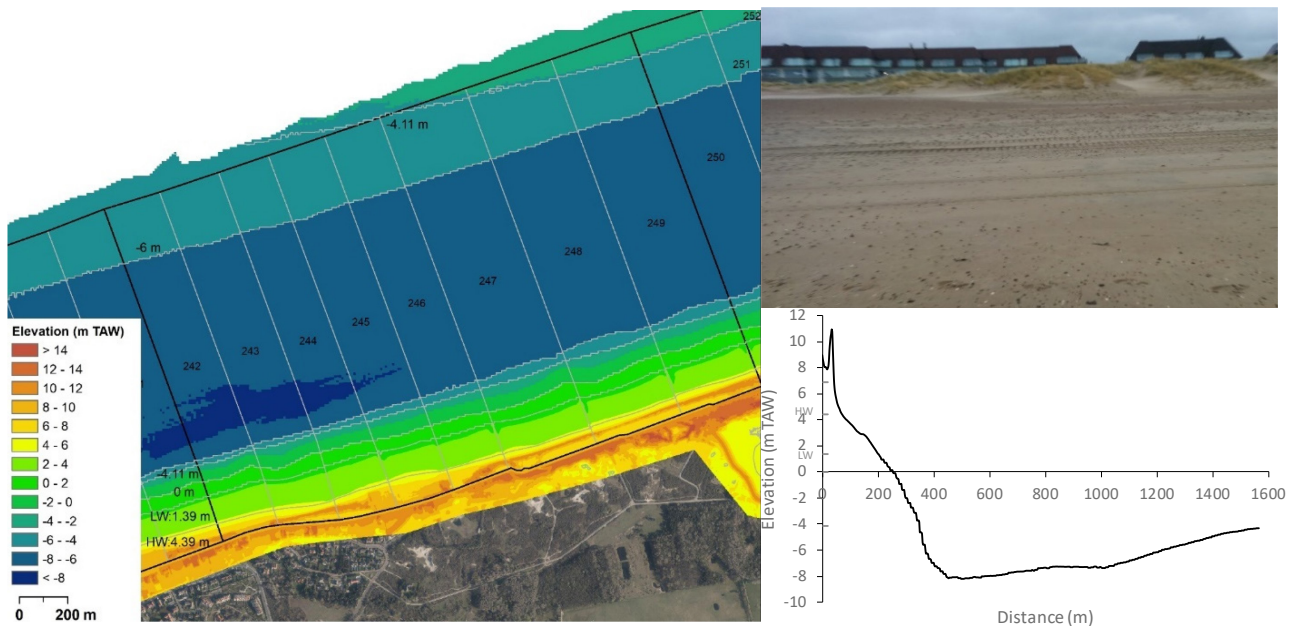 252
251
-4.11 m
250
-6 m
249
248
247
246
245
244
243
242
-4.11 m
0 m
LW:1.39 m
HW:4.39 m
Elevation (m TAW)
> 14
12 - 14
10 - 12
8 - 10
6 - 8
4 - 6
2 - 4
0 - 2
-2 - 0
-4 - -2
-6 - -4
-8 - -6
< -8
0 200 m
12
10
8
6
HW 4
2
LW
0
-2
-4
-6
-8
-10
Elevation (m TAW)
0 200 400 600 800 1000 1200 1400 1600
Distance (m)